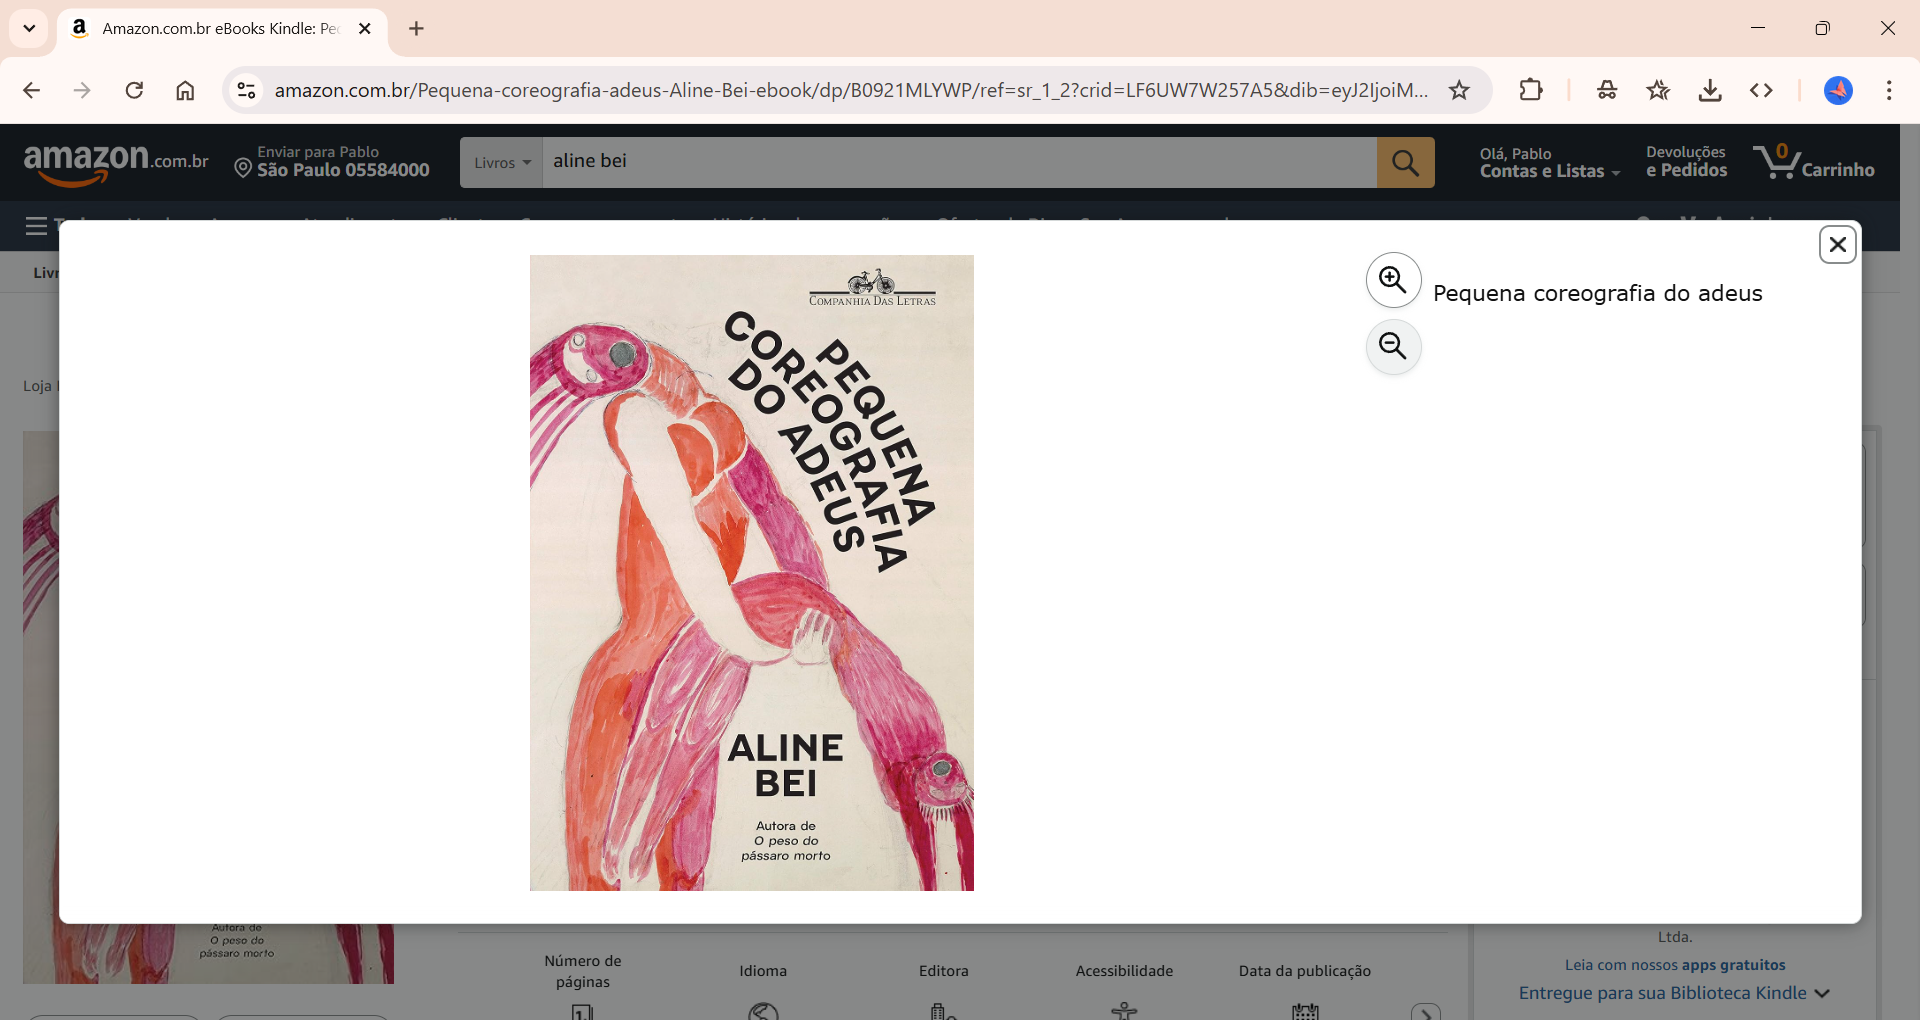 Amazon.com.br eBooks Kindle: Pe
amazon.com.br/Pequena-coreografia-adeus-Aline-Bei-ebook/dp/B0921MLYWP/ref=sr_1_2?crid=LF6UW7W257A5&dib=eyJ2IjoiM...
amazon.com.br
Enviar para Pablo
São Paulo 05584000
Livros
aline bei
Olá, Pablo
Contas e Listas
Devoluções
e Pedidos
0
Carrinho
Livr
Loja
COMPANHIA DAS LETRAS
PEQUENA
COREOGRAFIA
DO ADEUS
ALINE
BEI
Autora de
O peso do
pássaro morto
Pequena coreografia do adeus
Autora de
O peso do
pássaro morto
Número de
páginas
Idioma
Editora
Acessibilidade
Data da publicação
Ltda.
Leia com nossos apps gratuitos
Entregue para sua Biblioteca Kindle